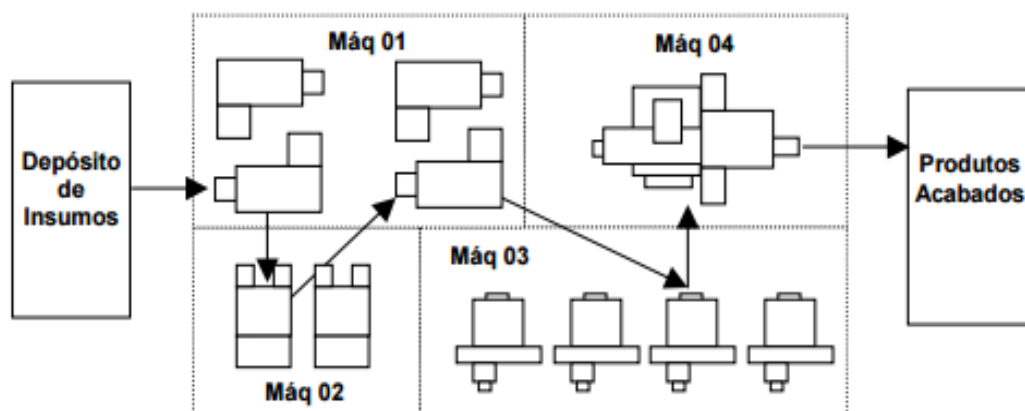 Máq 01
Máq 04
Depósito
de
Insumos
Produtos
Acabados
Máq 03
Máq 02